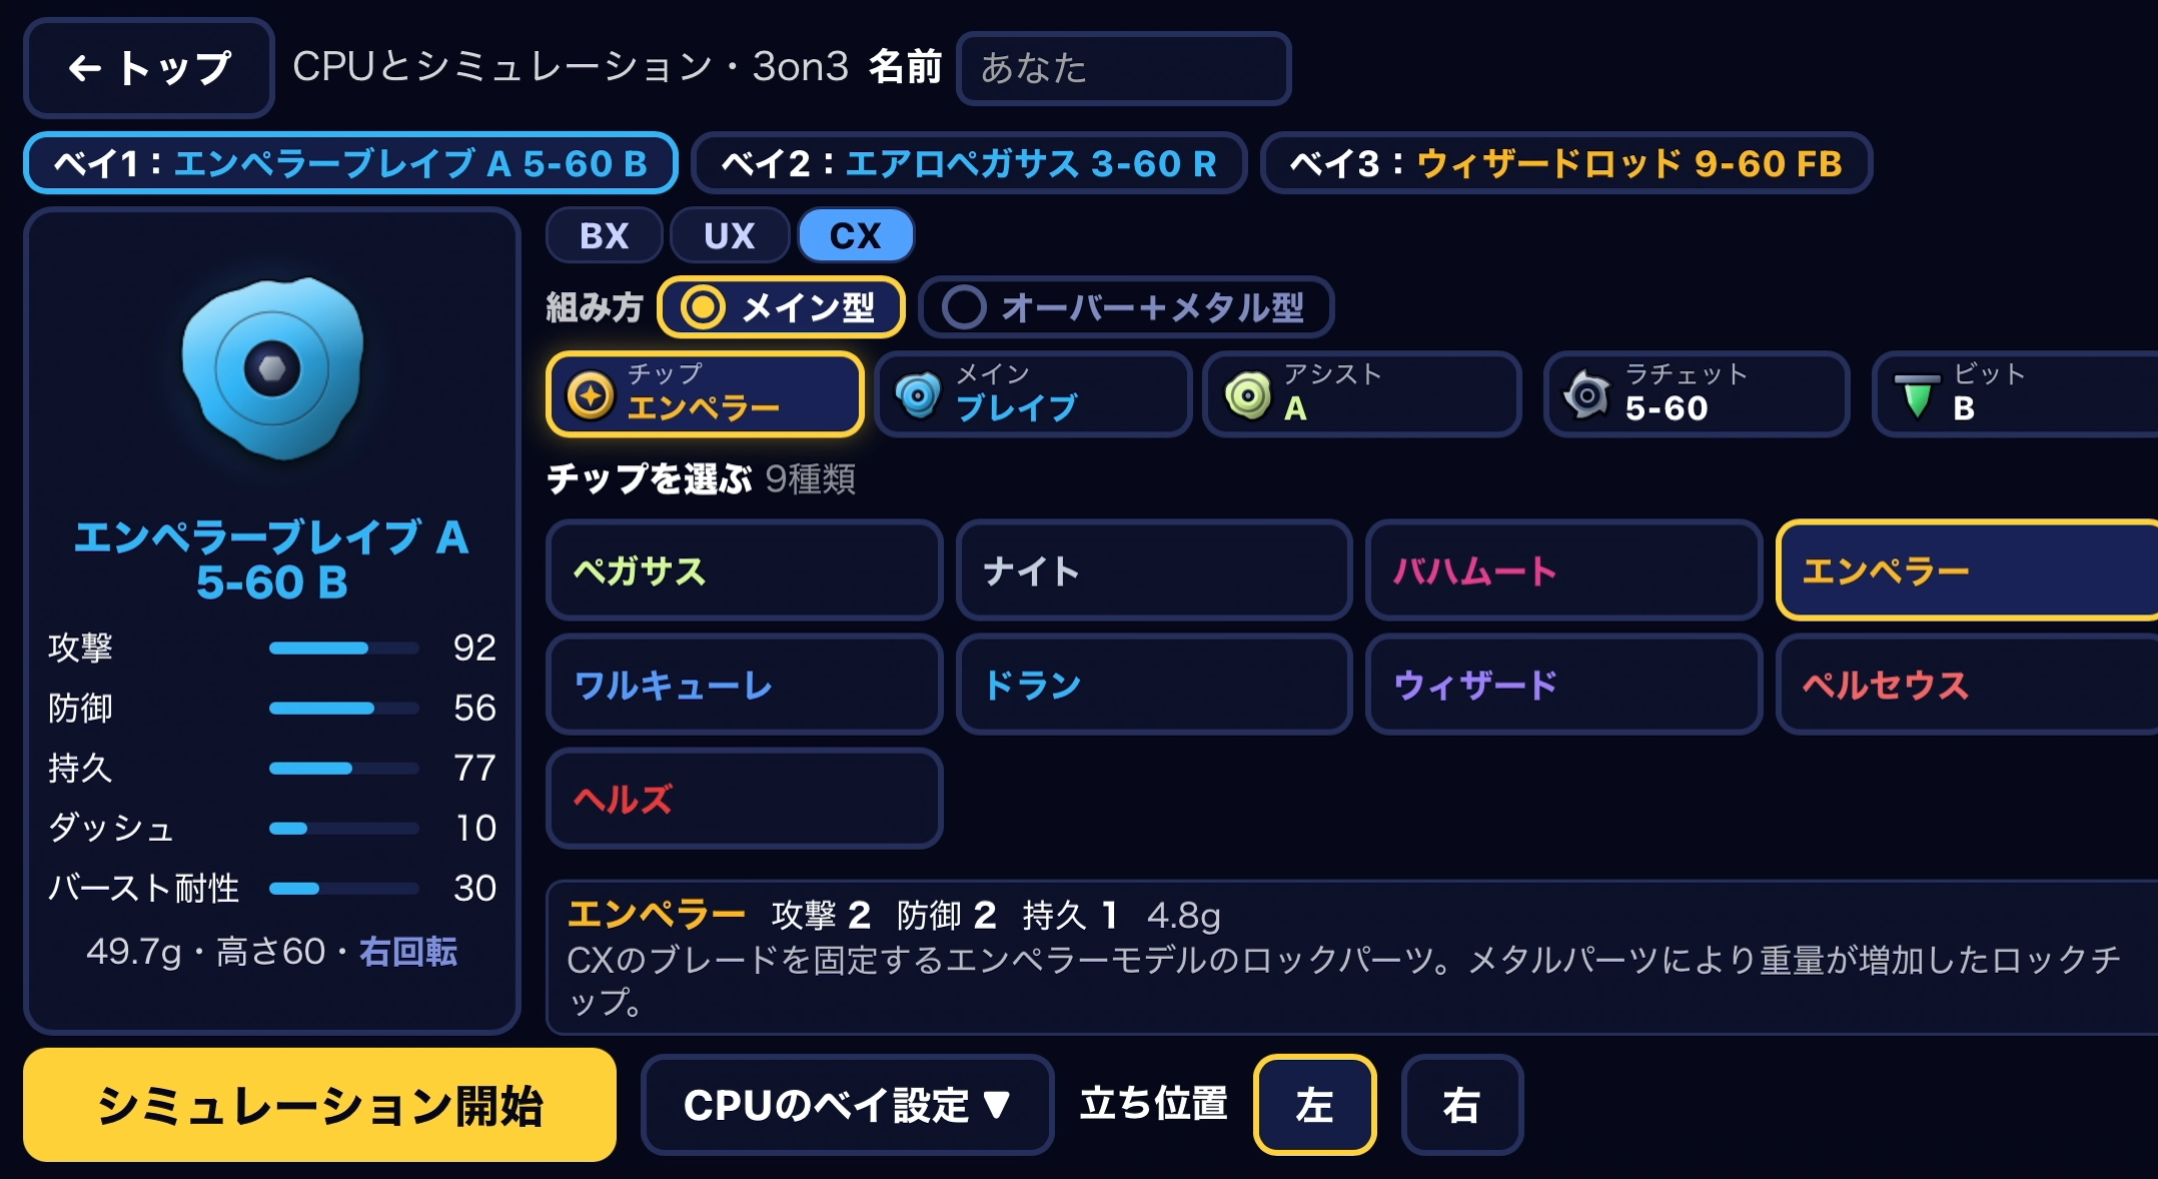 ← トップ CPUとシミュレーション・3on3 名前 あなた
ベイ1：エンペラーブレイブ A 5-60 B ベイ2：エアロペガサス 3-60 R ベイ3：ウィザードロッド 9-60 FB
BX UX CX
組み方 メイン型 オーバー＋メタル型
チップ エンペラー メイン ブレイブ アシスト A ラチェット 5-60 ビット B
チップを選ぶ 9種類
ペガサス ナイト バハムート エンペラー
ワルキューレ ドラン ウィザード ペルセウス
ヘルズ
エンペラーブレイブ A
5-60 B
攻撃 92
防御 56
持久 77
ダッシュ 10
バースト耐性 30
49.7g・高さ60・右回転
エンペラー 攻撃 2 防御 2 持久 1 4.8g
CXのブレードを固定するエンペラーモデルのロックパーツ。メタルパーツにより重量が増加したロックチ
ップ。
シミュレーション開始 CPUのベイ設定 ▼ 立ち位置 左 右